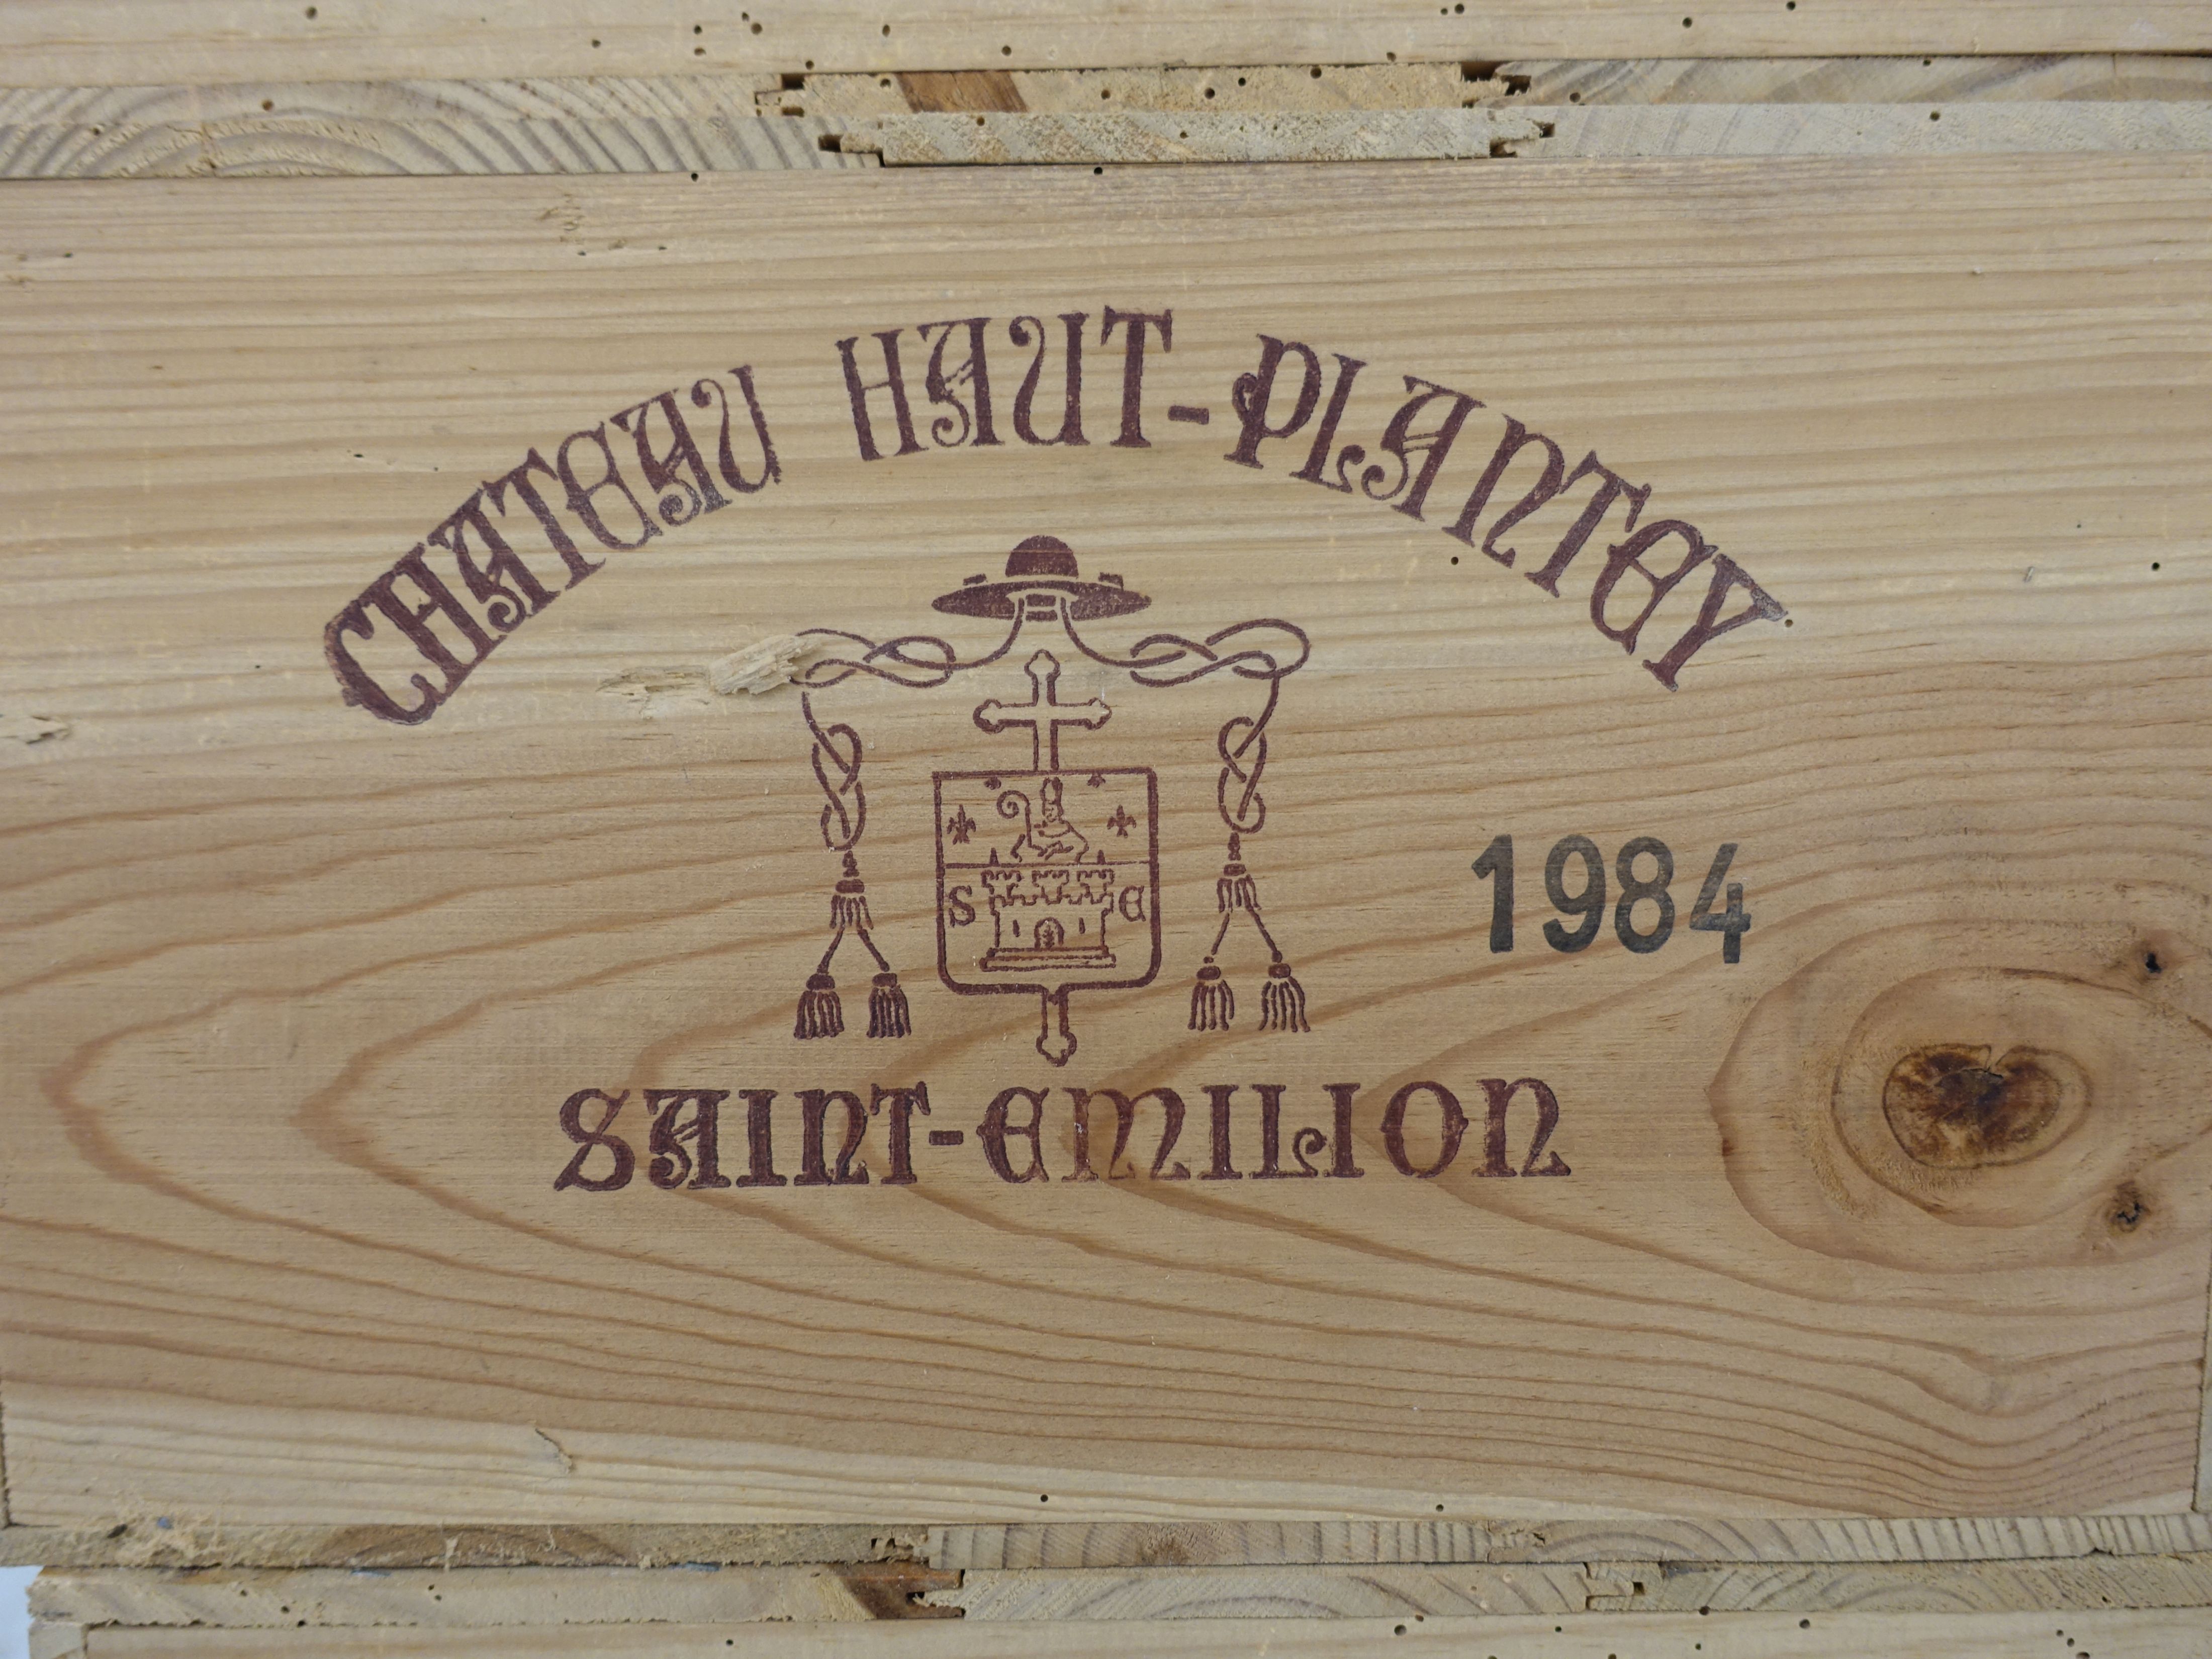 CHATEAU HAUT-PLANTEY
S E
1984
SAINT-EMILION